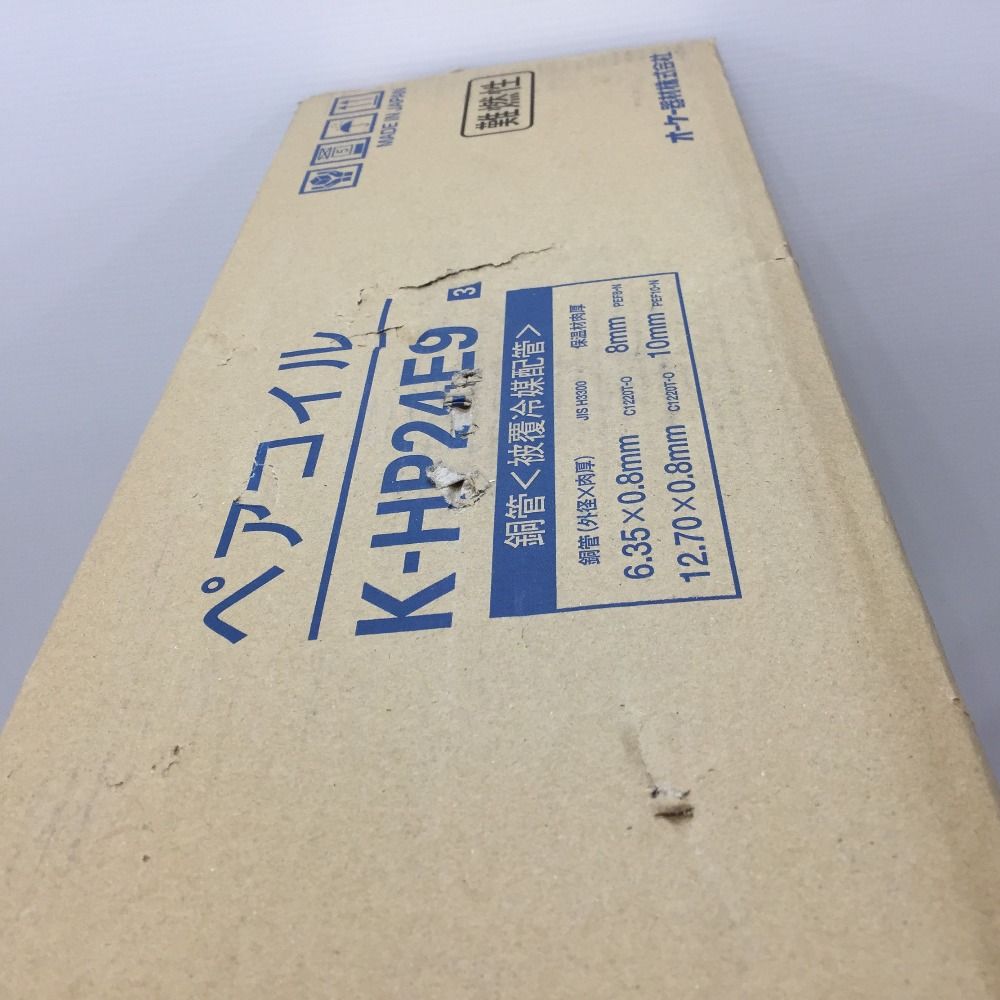 MADE IN JAPAN
難燃性
オーケー器材株式会社
ペアコイル
K-HP24E9 3
銅管<被覆冷媒配管>
銅管(外径×肉厚) JIS H3300 保温材肉厚
6.35×0.8mm C1220T-O 8mm PEF8-N
12.70×0.8mm C1220T-O 10mm PEF10-N